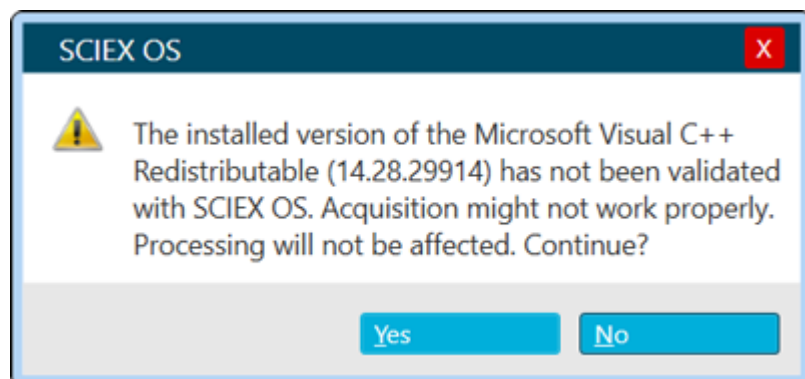 SCIEX OS
X
The installed version of the Microsoft Visual C++
Redistributable (14.28.29914) has not been validated
with SCIEX OS. Acquisition might not work properly.
Processing will not be affected. Continue?
Yes
No